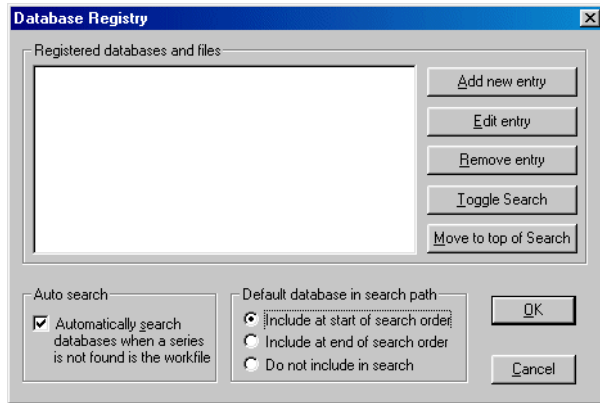 Database Registry
Registered databases and files
Add new entry
Edit entry
Remove entry
Toggle Search
Move to top of Search
Auto search
Automatically search
databases when a series
is not found is the workfile
Default database in search path
Include at start of search order
Include at end of search order
Do not include in search
OK
Cancel